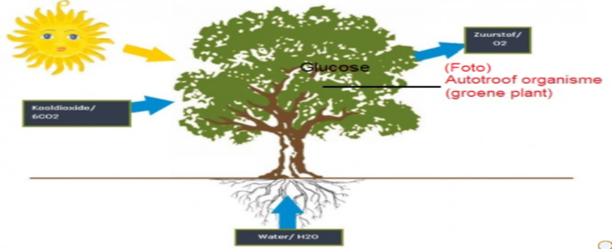 Zuurstof/
O2
Glucose
(Foto)
Autotroof organisme
(groene plant)
Kooldioxide/
6CO2
Water/ H2O